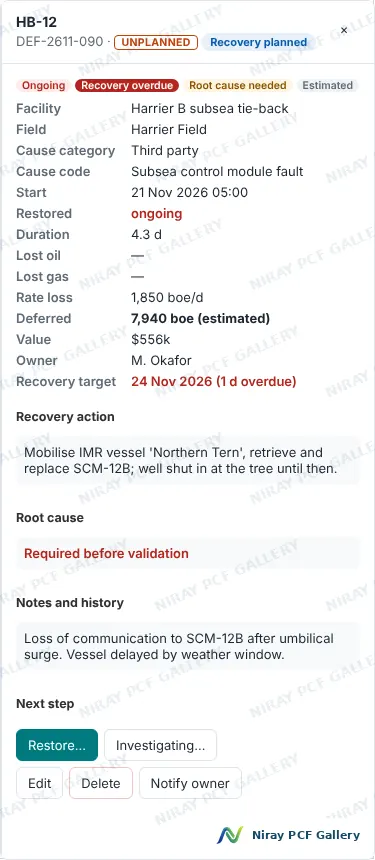 HB-12
×
DEF-2611-090 · UNPLANNED Recovery planned
Ongoing Recovery overdue Root cause needed Estimated
Facility Harrier B subsea tie-back
Field Harrier Field
Cause category Third party
Cause code Subsea control module fault
Start 21 Nov 2026 05:00
Restored ongoing
Duration 4.3 d
Lost oil —
Lost gas —
Rate loss 1,850 boe/d
Deferred 7,940 boe (estimated)
Value $556k
Owner M. Okafor
Recovery target 24 Nov 2026 (1 d overdue)
Recovery action
Mobilise IMR vessel 'Northern Tern', retrieve and
replace SCM-12B; well shut in at the tree until then.
Root cause
Required before validation
Notes and history
Loss of communication to SCM-12B after umbilical
surge. Vessel delayed by weather window.
Next step
Restore... Investigating...
Edit Delete Notify owner
Niray PCF Gallery
NIRAY PCF GALLERY